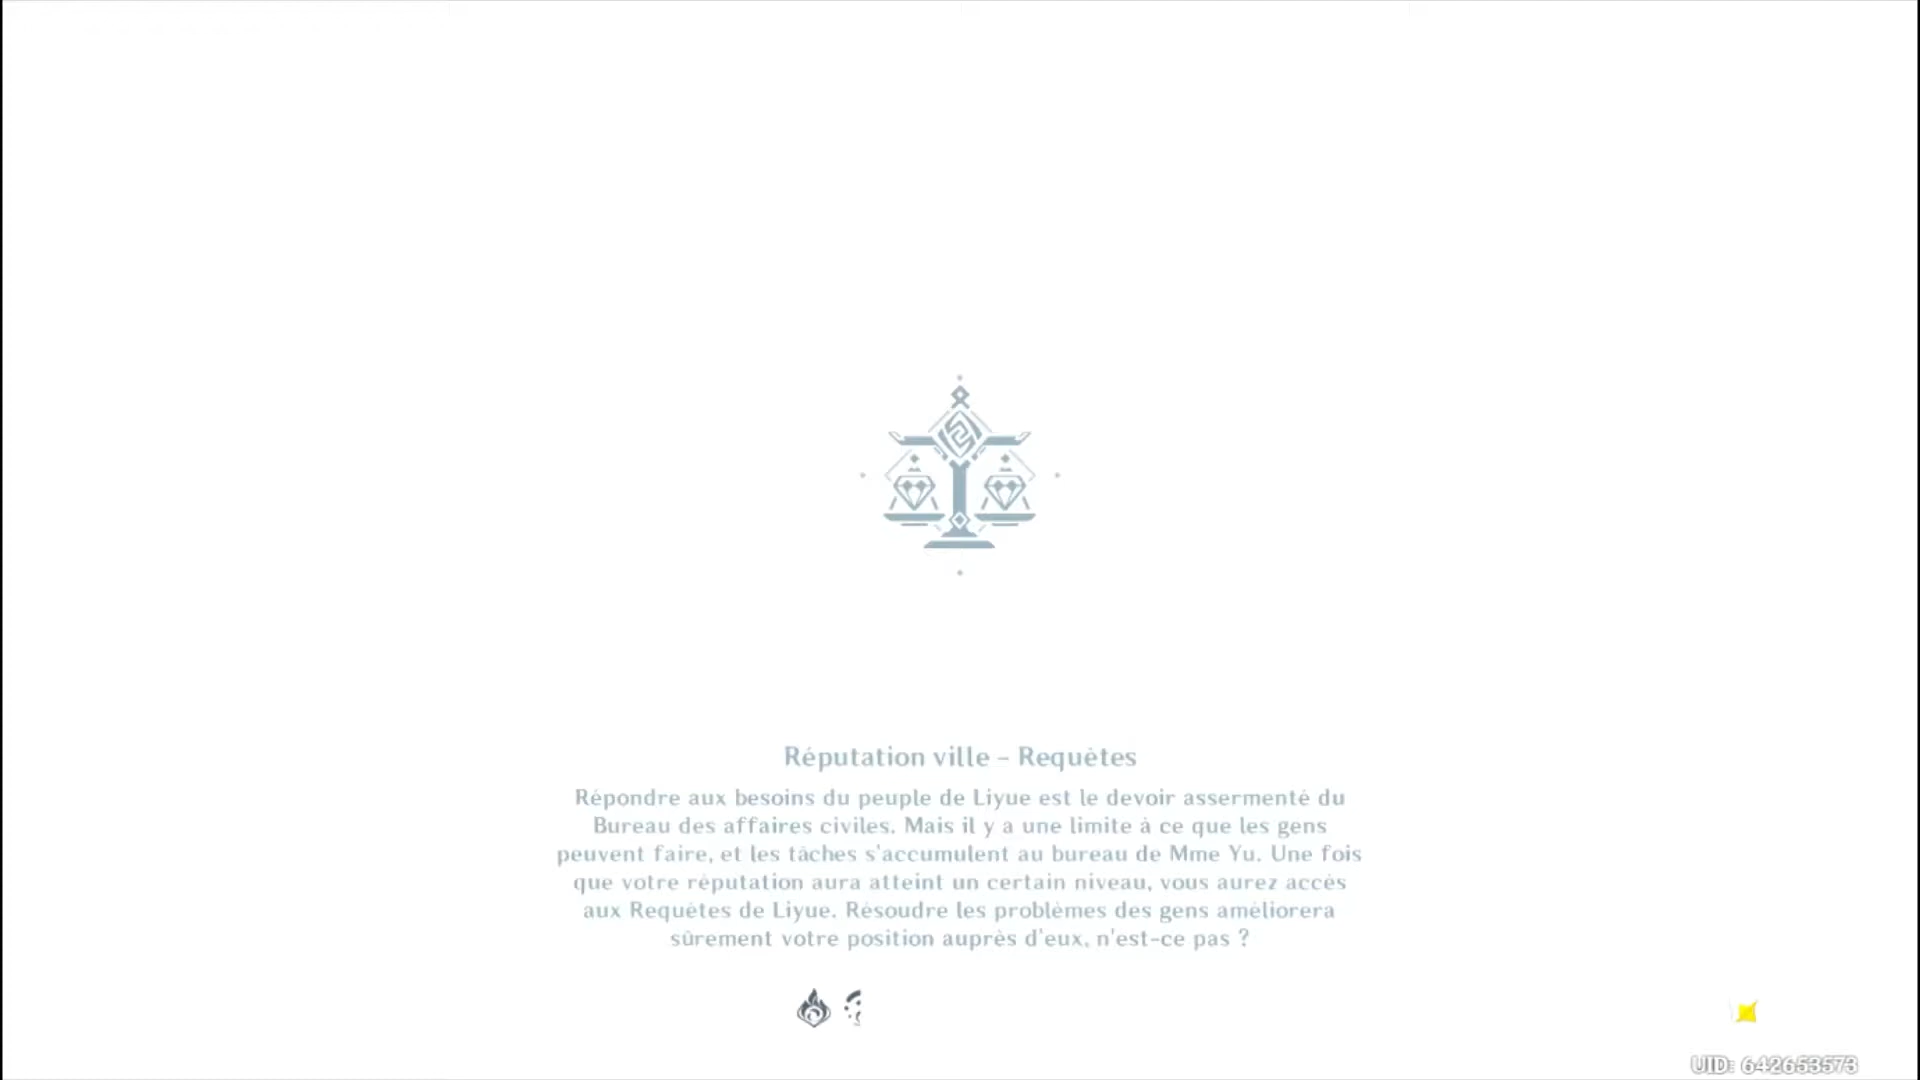 Réputation ville – Requêtes
Répondre aux besoins du peuple de Liyue est le devoir assermenté du
Bureau des affaires civiles. Mais il y a une limite à ce que les gens
peuvent faire, et les tâches s'accumulent au bureau de Mme Yu. Une fois
que votre réputation aura atteint un certain niveau, vous aurez accès
aux Requêtes de Liyue. Résoudre les problèmes des gens améliorera
sûrement votre position auprès d'eux, n'est-ce pas ?
UID: 642653573